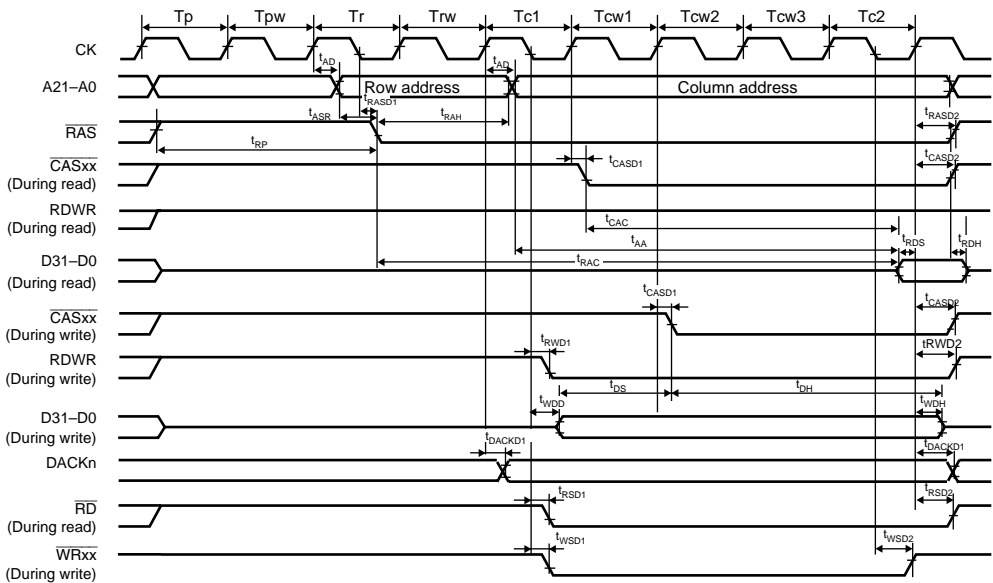 Tp Tpw Tr Trw Tc1 Tcw1 Tcw2 Tcw3 Tc2
CK
tAD tAD
A21–A0 Row address Column address
tRASD1
tASR tRAH tRASD2
RAS
tRP
tCASD1 tCASD2
CASxx
(During read)
RDWR
(During read)
tCAC
tAA tRDS tRDH
D31–D0 tRAC
(During read)
tCASD1 tCASD2
CASxx
(During write)
tRWD1 tRWD2
RDWR
(During write)
tDS tDH
tWDD tWDH
D31–D0
(During write)
tDACKD1 tDACKD1
DACKn
tRSD1 tRSD2
RD
(During read)
tWSD1 tWSD2
WRxx
(During write)